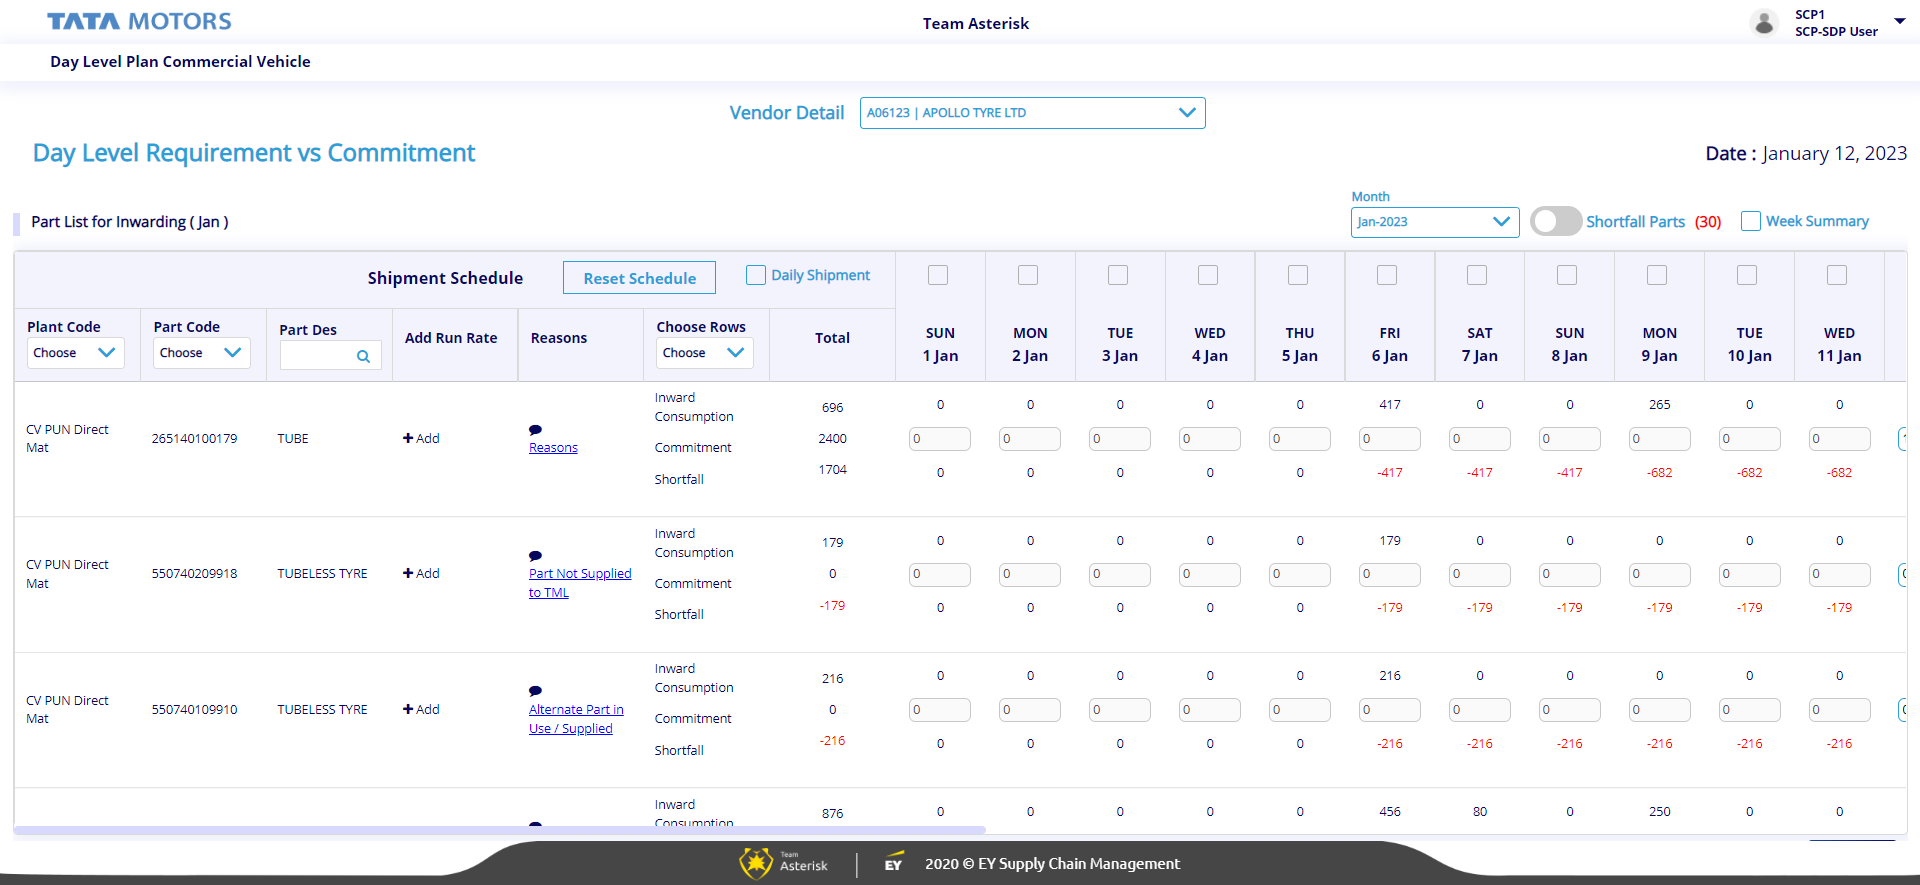 TATA MOTORS
Team Asterisk
SCP1
SCP-SDP User
Day Level Plan Commercial Vehicle
Vendor Detail A06123 | APOLLO TYRE LTD
Day Level Requirement vs Commitment
Date : January 12, 2023
Month
Part List for Inwarding ( Jan )
Jan-2023
Shortfall Parts (30)
Week Summary
Shipment Schedule Reset Schedule Daily Shipment
Plant Code Part Code Part Des Add Run Rate Reasons Choose Rows Total SUN MON TUE WED THU FRI SAT SUN MON TUE WED
Choose Choose Choose 1 Jan 2 Jan 3 Jan 4 Jan 5 Jan 6 Jan 7 Jan 8 Jan 9 Jan 10 Jan 11 Jan
Inward
Consumption 696 0 0 0 0 0 417 0 0 265 0 0
CV PUN Direct
Mat
265140100179 TUBE Add Reasons
Commitment 2400 0 0 0 0 0 0 0 0 0 0 0
Shortfall 1704 0 0 0 0 0 -417 -417 -417 -682 -682 -682
Inward
Consumption 179 0 0 0 0 0 179 0 0 0 0 0
CV PUN Direct
Mat
550740209918 TUBELESS TYRE Add
Part Not Supplied
to TML
Commitment 0 0 0 0 0 0 0 0 0 0 0 0
Shortfall -179 0 0 0 0 0 -179 -179 -179 -179 -179 -179
Inward
Consumption 216 0 0 0 0 0 216 0 0 0 0 0
CV PUN Direct
Mat
550740109910 TUBELESS TYRE Add
Alternate Part in
Use / Supplied
Commitment 0 0 0 0 0 0 0 0 0 0 0 0
Shortfall -216 0 0 0 0 0 -216 -216 -216 -216 -216 -216
Inward
Consumption 876 0 0 0 0 0 456 80 0 250 0 0
Team
Asterisk
EY
2020 © EY Supply Chain Management